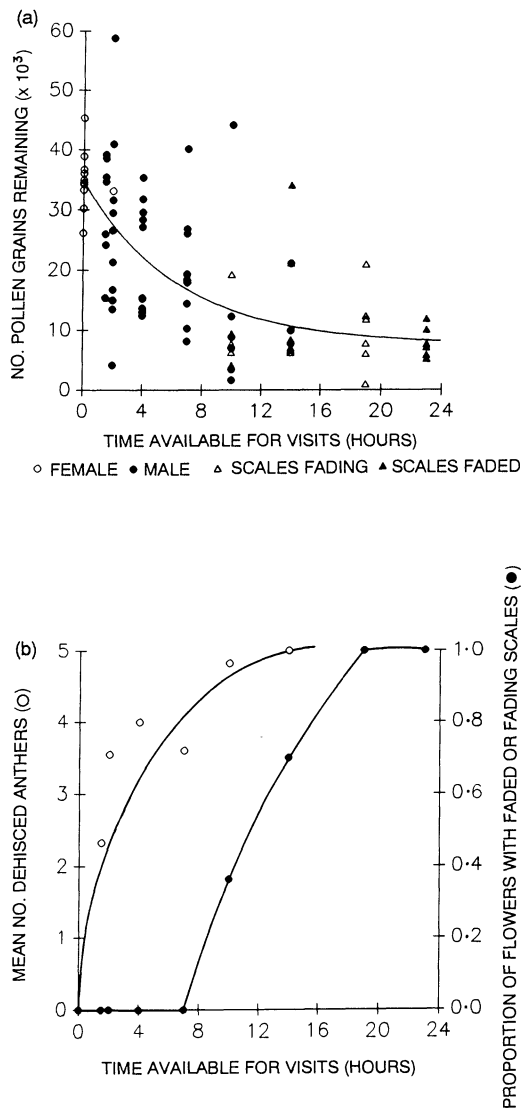 (a)
60
50
40
30
20
10
0
NO. POLLEN GRAINS REMAINING (x 10³)
0 4 8 12 16 20 24
TIME AVAILABLE FOR VISITS (HOURS)
○ FEMALE ● MALE △ SCALES FADING ▲ SCALES FADED
(b)
5
4
3
2
1
0
MEAN NO. DEHISCED ANTHERS (O)
1·0
0·8
0·6
0·4
0·2
0·0
PROPORTION OF FLOWERS WITH FADED OR FADING SCALES (●)
0 4 8 12 16 20 24
TIME AVAILABLE FOR VISITS (HOURS)